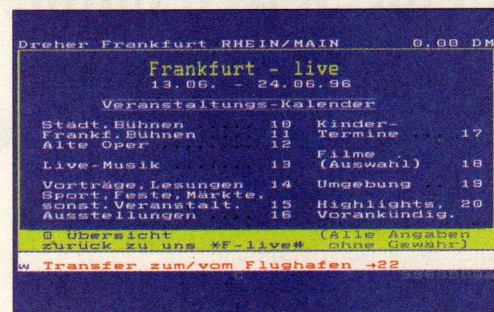 Dreher Frankfurt RHEIN/MAIN 0,00 DM
Frankfurt - live
13.06. - 24.06.96
Veranstaltungs-Kalender
Städt.Bühnen ..... 10
Frankf.Bühnen .... 11
Alte Oper ........ 12
Live-Musik ....... 13
Vorträge,Lesungen 14
Sport,Feste,Märkte,
sonst.Veranstalt. 15
Ausstellungen .... 16
Kinder-
Termine ... 17
Filme ..
(Auswahl) 18
Umgebung .. 19
Highlights, 20
Vorankündig.
0 Übersicht (Alle Angaben
zurück zu uns *F-live# ohne Gewähr)
w Transfer zum/vom Flughafen →22